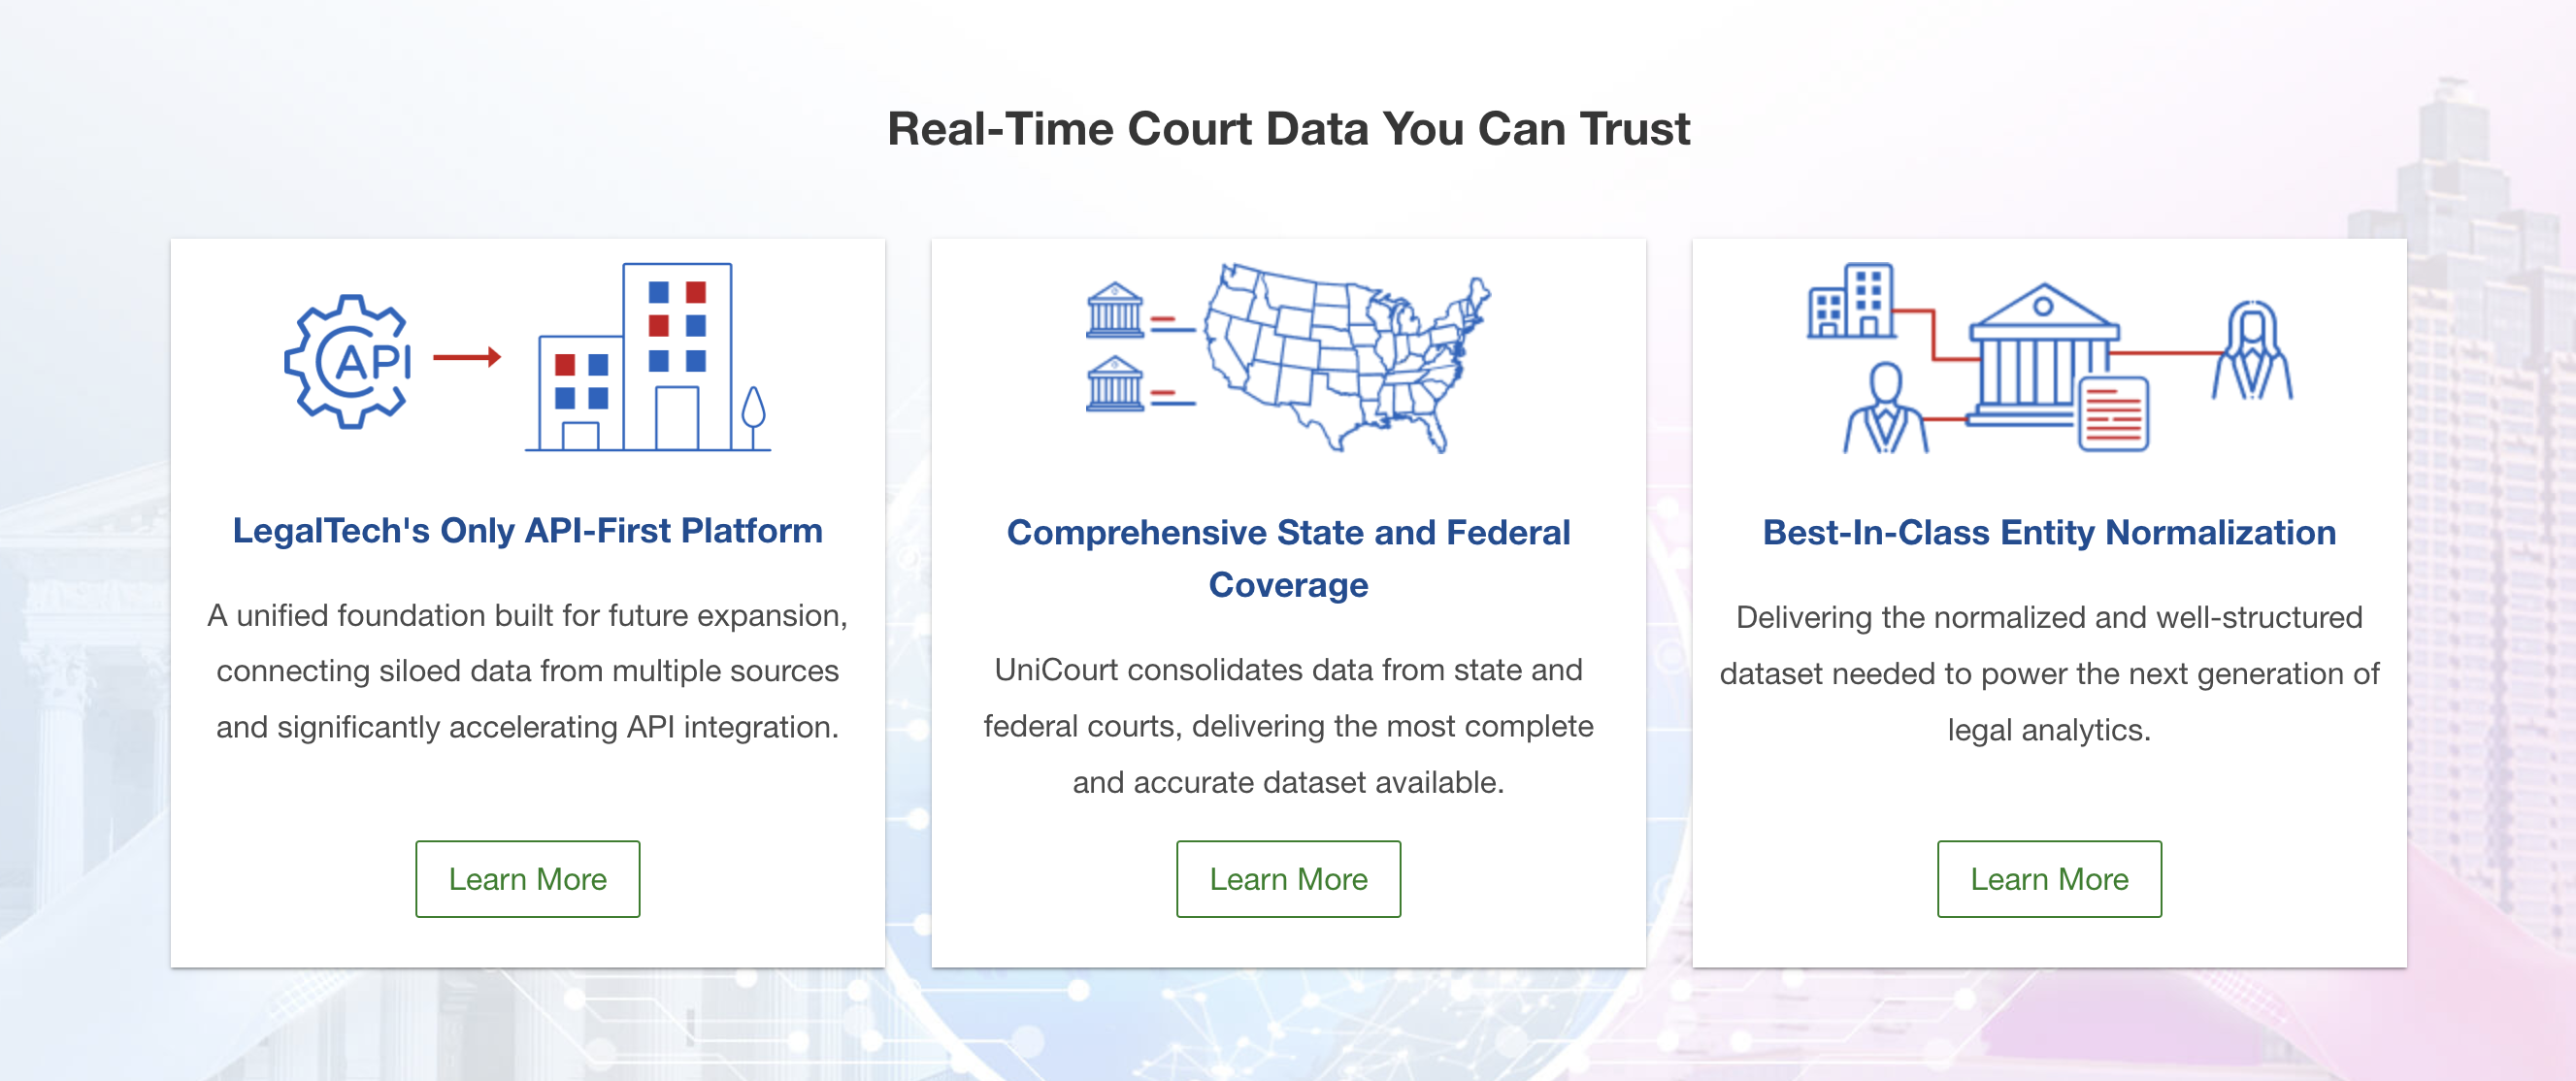 Real-Time Court Data You Can Trust
API
LegalTech's Only API-First Platform
A unified foundation built for future expansion,
connecting siloed data from multiple sources
and significantly accelerating API integration.
Learn More
Comprehensive State and Federal
Coverage
UniCourt consolidates data from state and
federal courts, delivering the most complete
and accurate dataset available.
Learn More
Best-In-Class Entity Normalization
Delivering the normalized and well-structured
dataset needed to power the next generation of
legal analytics.
Learn More